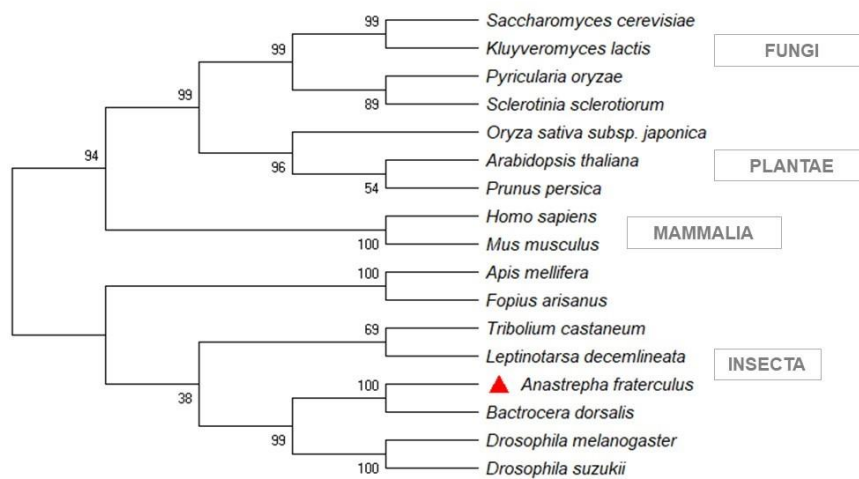 99 Saccharomyces cerevisiae
99 Kluyveromyces lactis FUNGI
Pyricularia oryzae
99 89 Sclerotinia sclerotiorum
Oryza sativa subsp. japonica
94 96 Arabidopsis thaliana PLANTAE
54 Prunus persica
Homo sapiens
100 Mus musculus MAMMALIA
100 Apis mellifera
Fopius arisanus
69 Tribolium castaneum
Leptinotarsa decemlineata INSECTA
100 Anastrepha fraterculus
38 Bactrocera dorsalis
99 Drosophila melanogaster
100 Drosophila suzukii